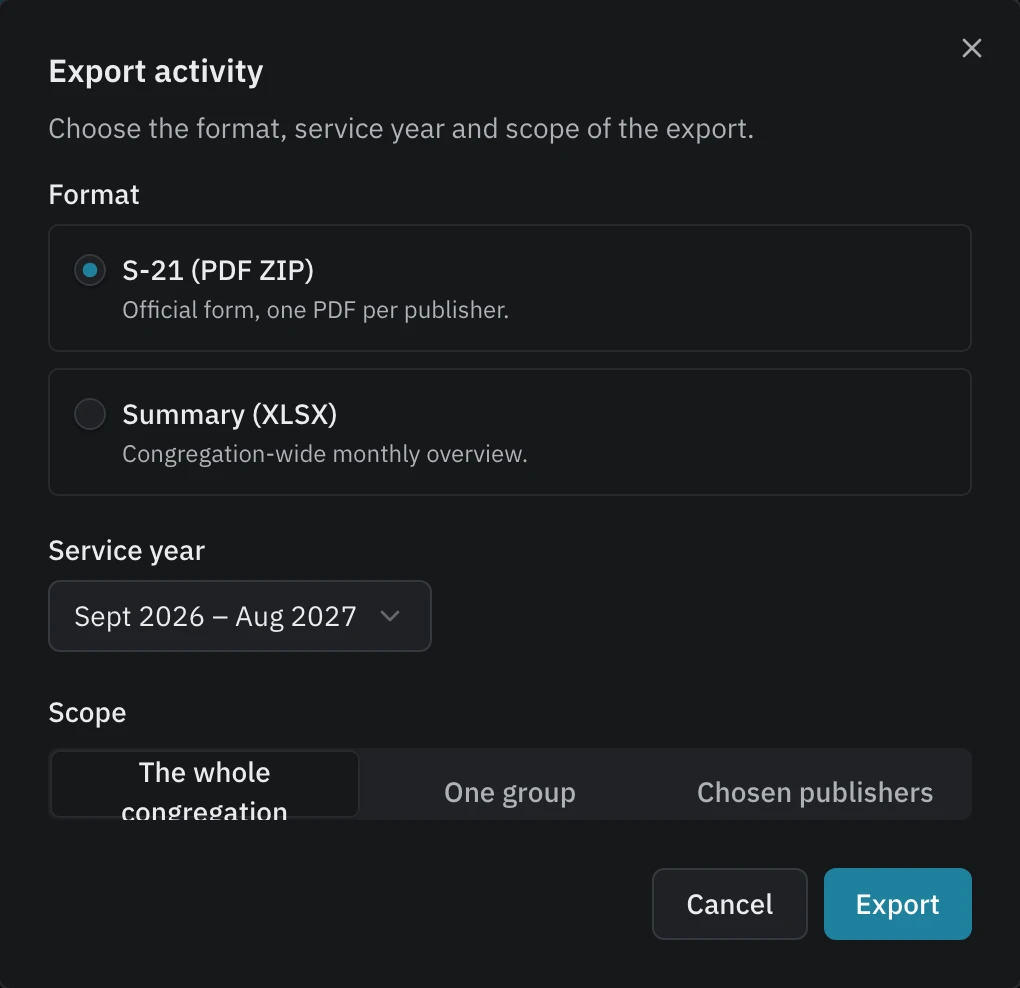 Export activity
Choose the format, service year and scope of the export.
Format
S-21 (PDF ZIP)
Official form, one PDF per publisher.
Summary (XLSX)
Congregation-wide monthly overview.
Service year
Sept 2026 – Aug 2027
Scope
The whole
congregation
One group
Chosen publishers
Cancel
Export